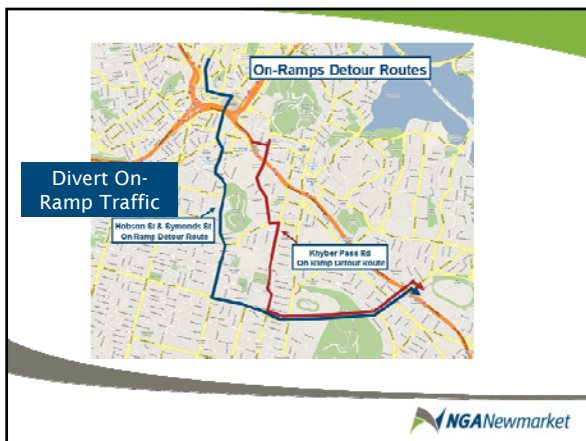 On-Ramps Detour Routes
Divert On-
Ramp Traffic
Hobson St & Symonds St
On Ramp Detour Route
Khyber Pass Rd
On Ramp Detour Route
NGANewmarket